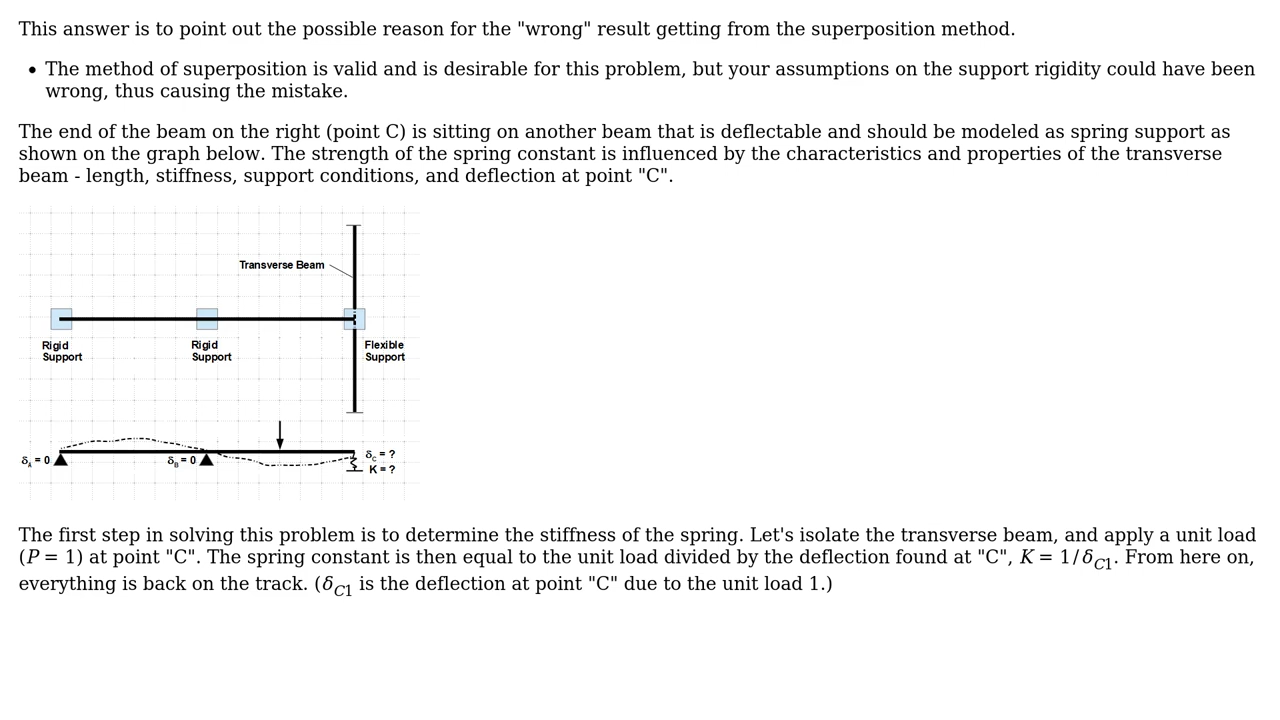 This answer is to point out the possible reason for the "wrong" result getting from the superposition method.
• The method of superposition is valid and is desirable for this problem, but your assumptions on the support rigidity could have been
wrong, thus causing the mistake.
The end of the beam on the right (point C) is sitting on another beam that is deflectable and should be modeled as spring support as
shown on the graph below. The strength of the spring constant is influenced by the characteristics and properties of the transverse
beam - length, stiffness, support conditions, and deflection at point "C".
Transverse Beam
Rigid
Support
Rigid
Support
Flexible
Support
δA = 0
δB = 0
δC = ?
K = ?
The first step in solving this problem is to determine the stiffness of the spring. Let's isolate the transverse beam, and apply a unit load
(P = 1) at point "C". The spring constant is then equal to the unit load divided by the deflection found at "C", K = 1/δC1. From here on,
everything is back on the track. (δC1 is the deflection at point "C" due to the unit load 1.)